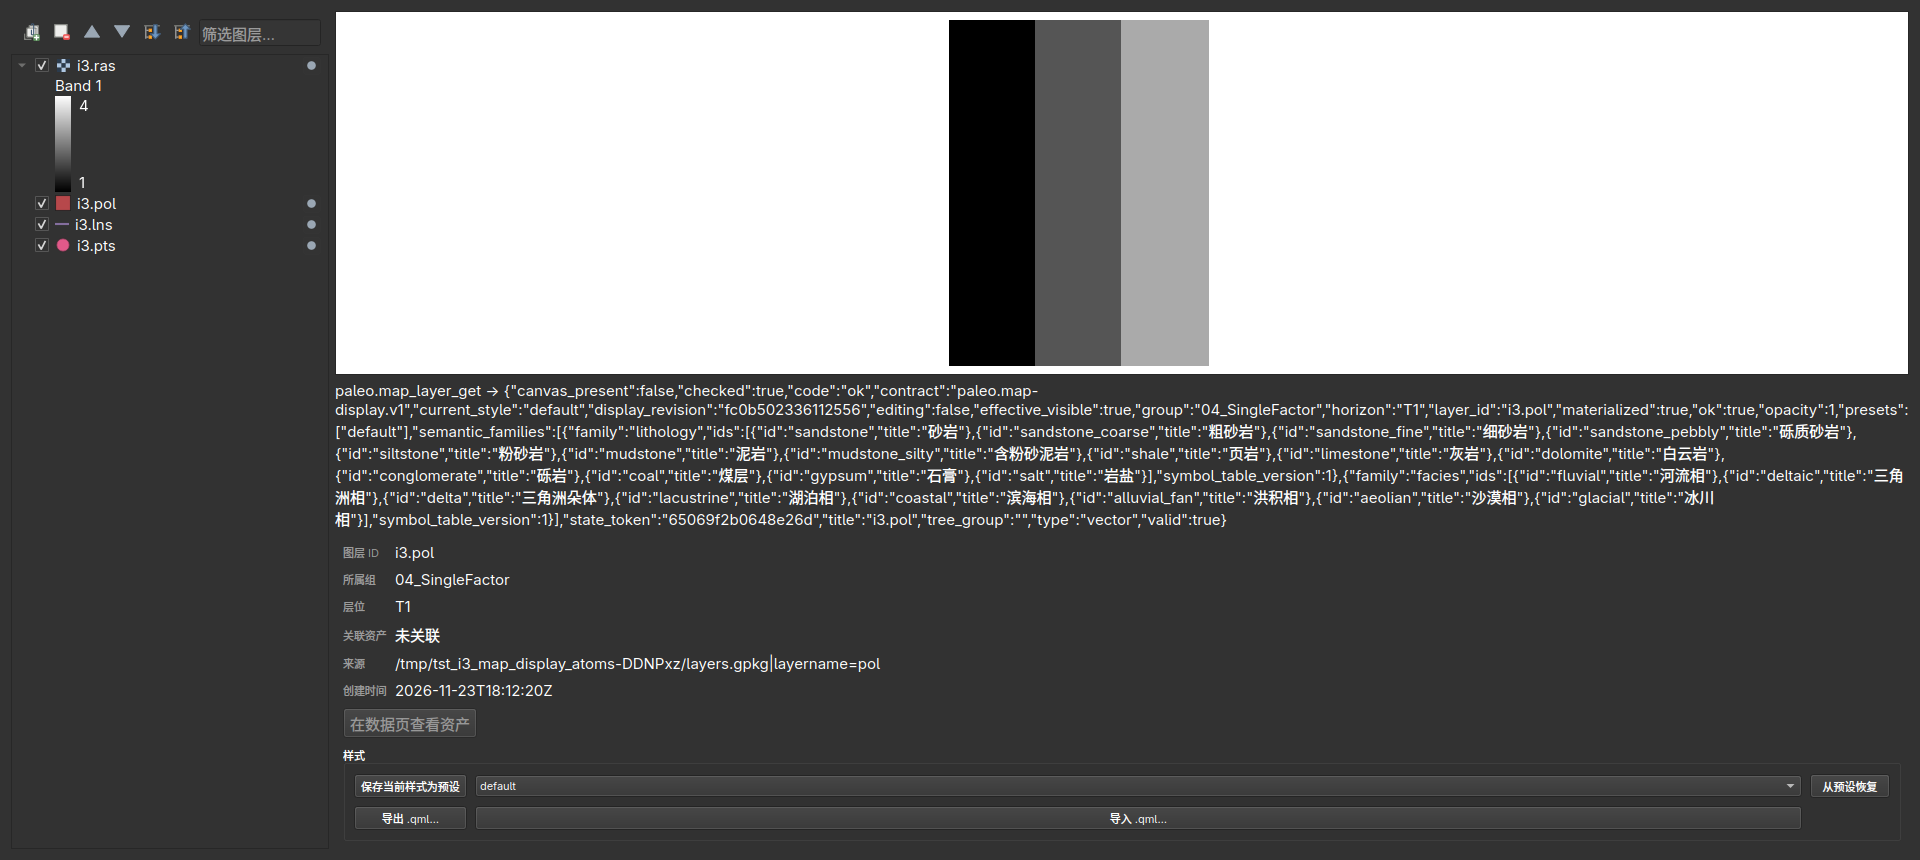 筛选图层...
i3.ras
Band 1
4
1
i3.pol
i3.lns
i3.pts
paleo.map_layer_get → {"canvas_present":false,"checked":true,"code":"ok","contract":"paleo.map-
display.v1","current_style":"default","display_revision":"fc0b502336112556","editing":false,"effective_visible":true,"group":"04_SingleFactor","horizon":"T1","layer_id":"i3.pol","materialized":true,"ok":true,"opacity":1,"presets":
["default"],"semantic_families":[{"family":"lithology","ids":[{"id":"sandstone","title":"砂岩"},{"id":"sandstone_coarse","title":"粗砂岩"},{"id":"sandstone_fine","title":"细砂岩"},{"id":"sandstone_pebbly","title":"砾质砂岩"},
{"id":"siltstone","title":"粉砂岩"},{"id":"mudstone","title":"泥岩"},{"id":"mudstone_silty","title":"含粉砂泥岩"},{"id":"shale","title":"页岩"},{"id":"limestone","title":"灰岩"},{"id":"dolomite","title":"白云岩"},
{"id":"conglomerate","title":"砾岩"},{"id":"coal","title":"煤层"},{"id":"gypsum","title":"石膏"},{"id":"salt","title":"岩盐"}],"symbol_table_version":1},{"family":"facies","ids":[{"id":"fluvial","title":"河流相"},{"id":"deltaic","title":"三角
洲相"},{"id":"delta","title":"三角洲朵体"},{"id":"lacustrine","title":"湖泊相"},{"id":"coastal","title":"滨海相"},{"id":"alluvial_fan","title":"洪积相"},{"id":"aeolian","title":"沙漠相"},{"id":"glacial","title":"冰川
相"}],"symbol_table_version":1}],"state_token":"65069f2b0648e26d","title":"i3.pol","tree_group":"","type":"vector","valid":true}
图层 ID i3.pol
所属组 04_SingleFactor
层位 T1
关联资产 未关联
来源 /tmp/tst_i3_map_display_atoms-DDNPxz/layers.gpkg|layername=pol
创建时间 2026-11-23T18:12:20Z
在数据页查看资产
样式
保存当前样式为预设 default 从预设恢复
导出 .qml... 导入 .qml...